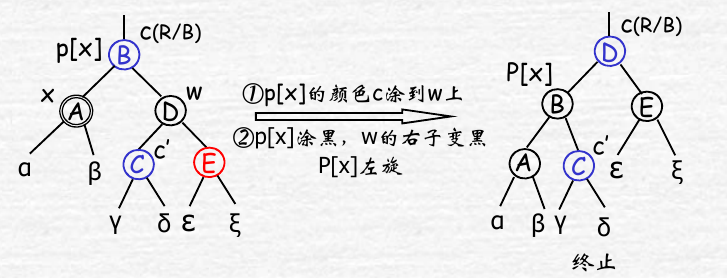 c(R/B)
p[x] B
x w
A D
c'
C E
α β γ δ ε ξ
①p[x]的颜色c涂到w上
②p[x]涂黑，w的右子变黑
P[x]左旋
c(R/B)
D
P[x]
B E
c'
A C ε ξ
α β γ δ
终止